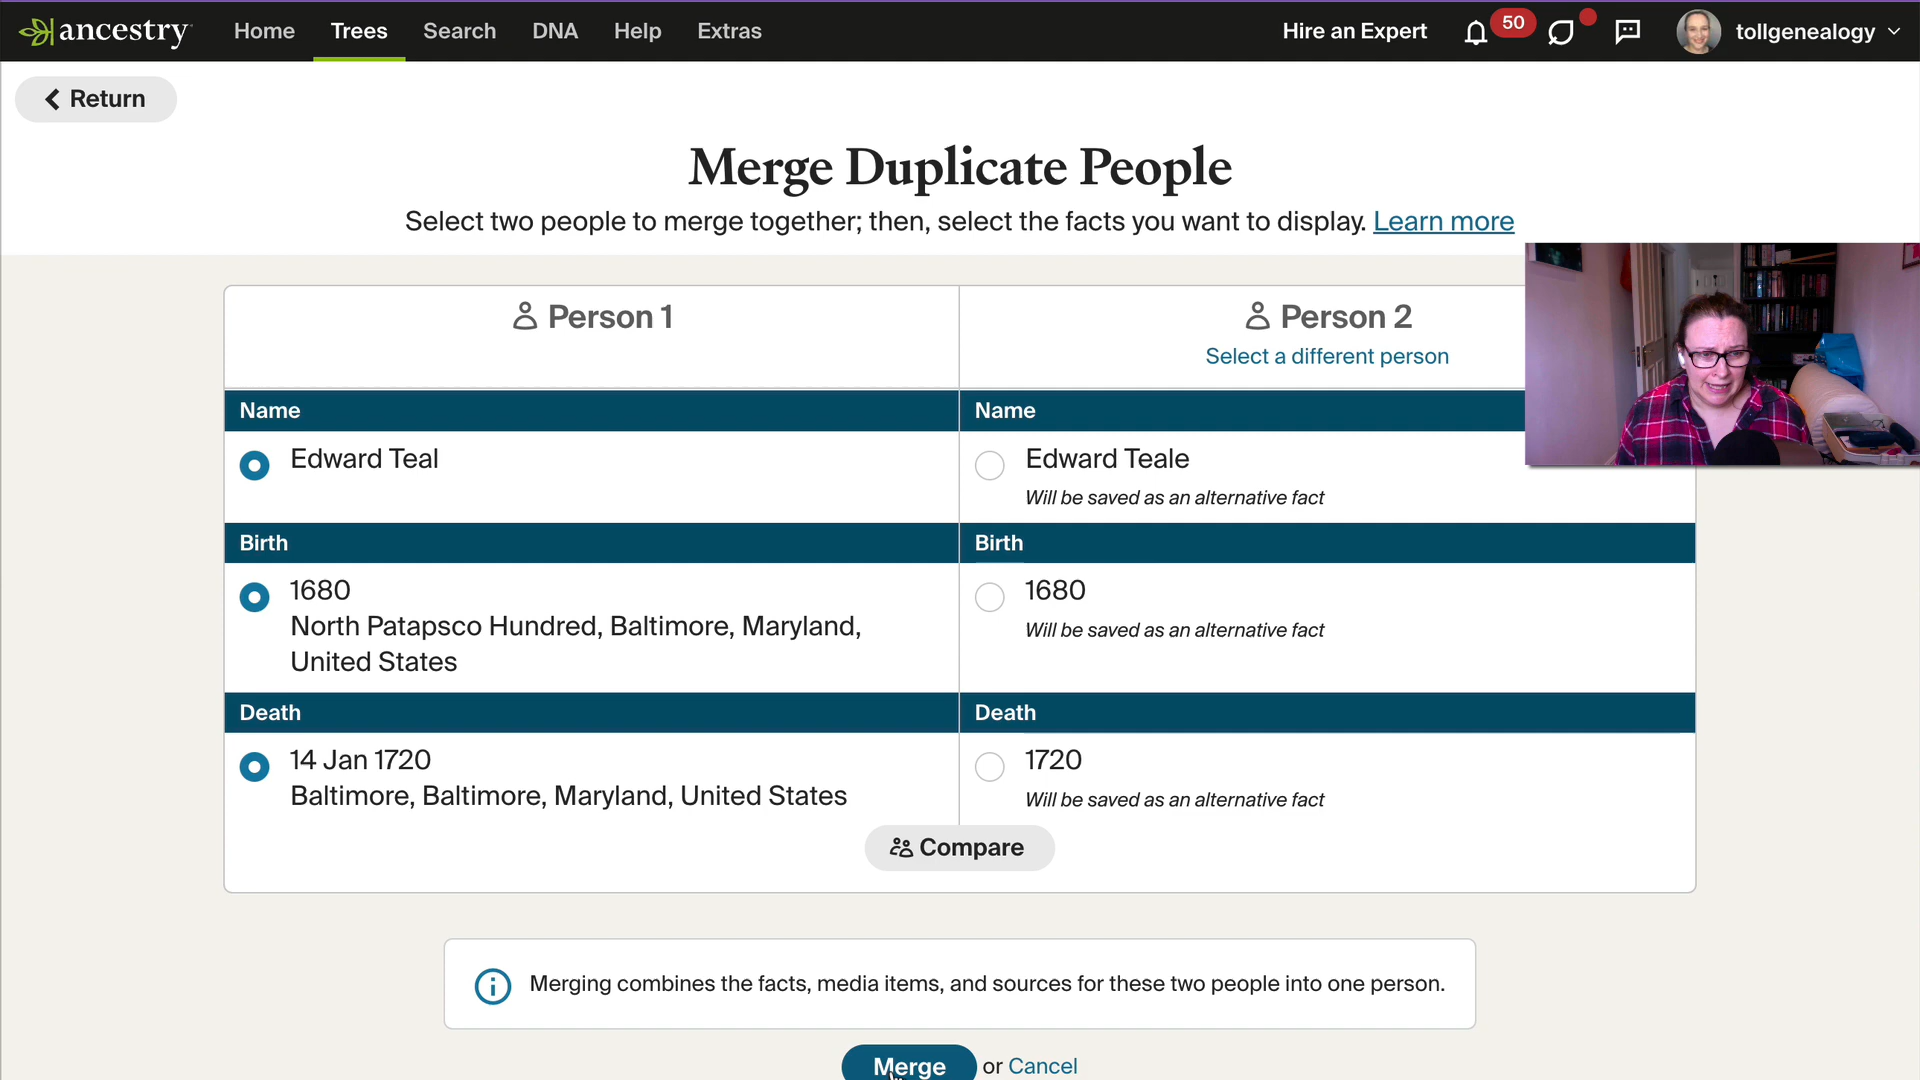 ancestry
Home Trees Search DNA Help Extras
Hire an Expert
50
tollgenealogy
Return
Merge Duplicate People
Select two people to merge together; then, select the facts you want to display. Learn more
Person 1
Person 2
Select a different person
Name
Name
Edward Teal
Edward Teale
Will be saved as an alternative fact
Birth
Birth
1680
North Patapsco Hundred, Baltimore, Maryland,
United States
1680
Will be saved as an alternative fact
Death
Death
14 Jan 1720
Baltimore, Baltimore, Maryland, United States
1720
Will be saved as an alternative fact
Compare
Merging combines the facts, media items, and sources for these two people into one person.
Merge or Cancel